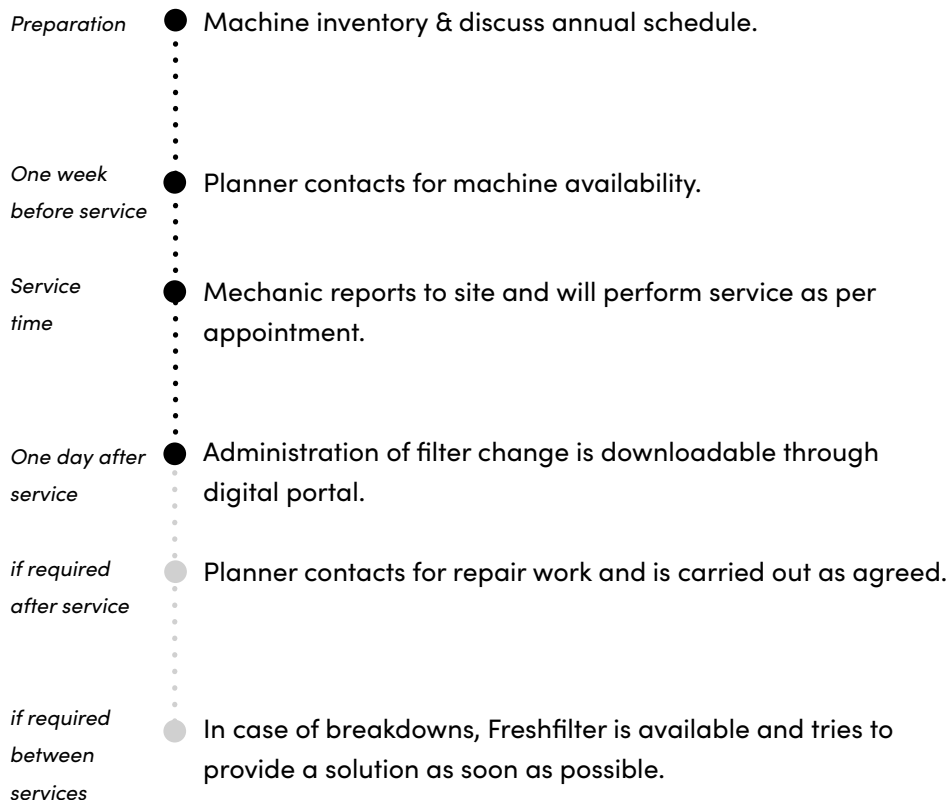 Preparation
Machine inventory & discuss annual schedule.
One week
before service
Planner contacts for machine availability.
Service
time
Mechanic reports to site and will perform service as per
appointment.
One day after
service
Administration of filter change is downloadable through
digital portal.
if required
after service
Planner contacts for repair work and is carried out as agreed.
if required
between
services
In case of breakdowns, Freshfilter is available and tries to
provide a solution as soon as possible.